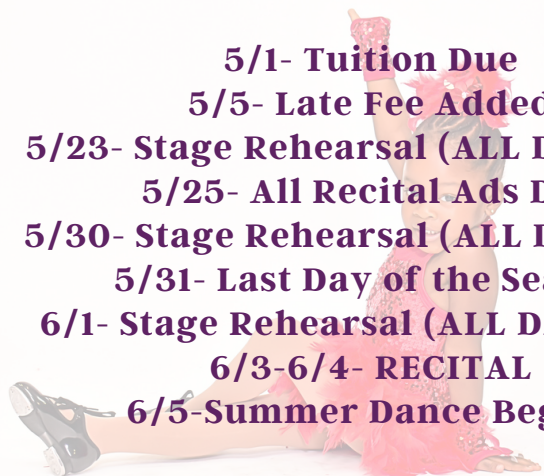 5/1- Tuition Due
5/5- Late Fee Added
5/23- Stage Rehearsal (ALL
5/25- All Recital Ads
5/30- Stage Rehearsal (ALL
5/31- Last Day of the
6/1- Stage Rehearsal (ALL
6/3-6/4- RECITAL
6/5-Summer Dance